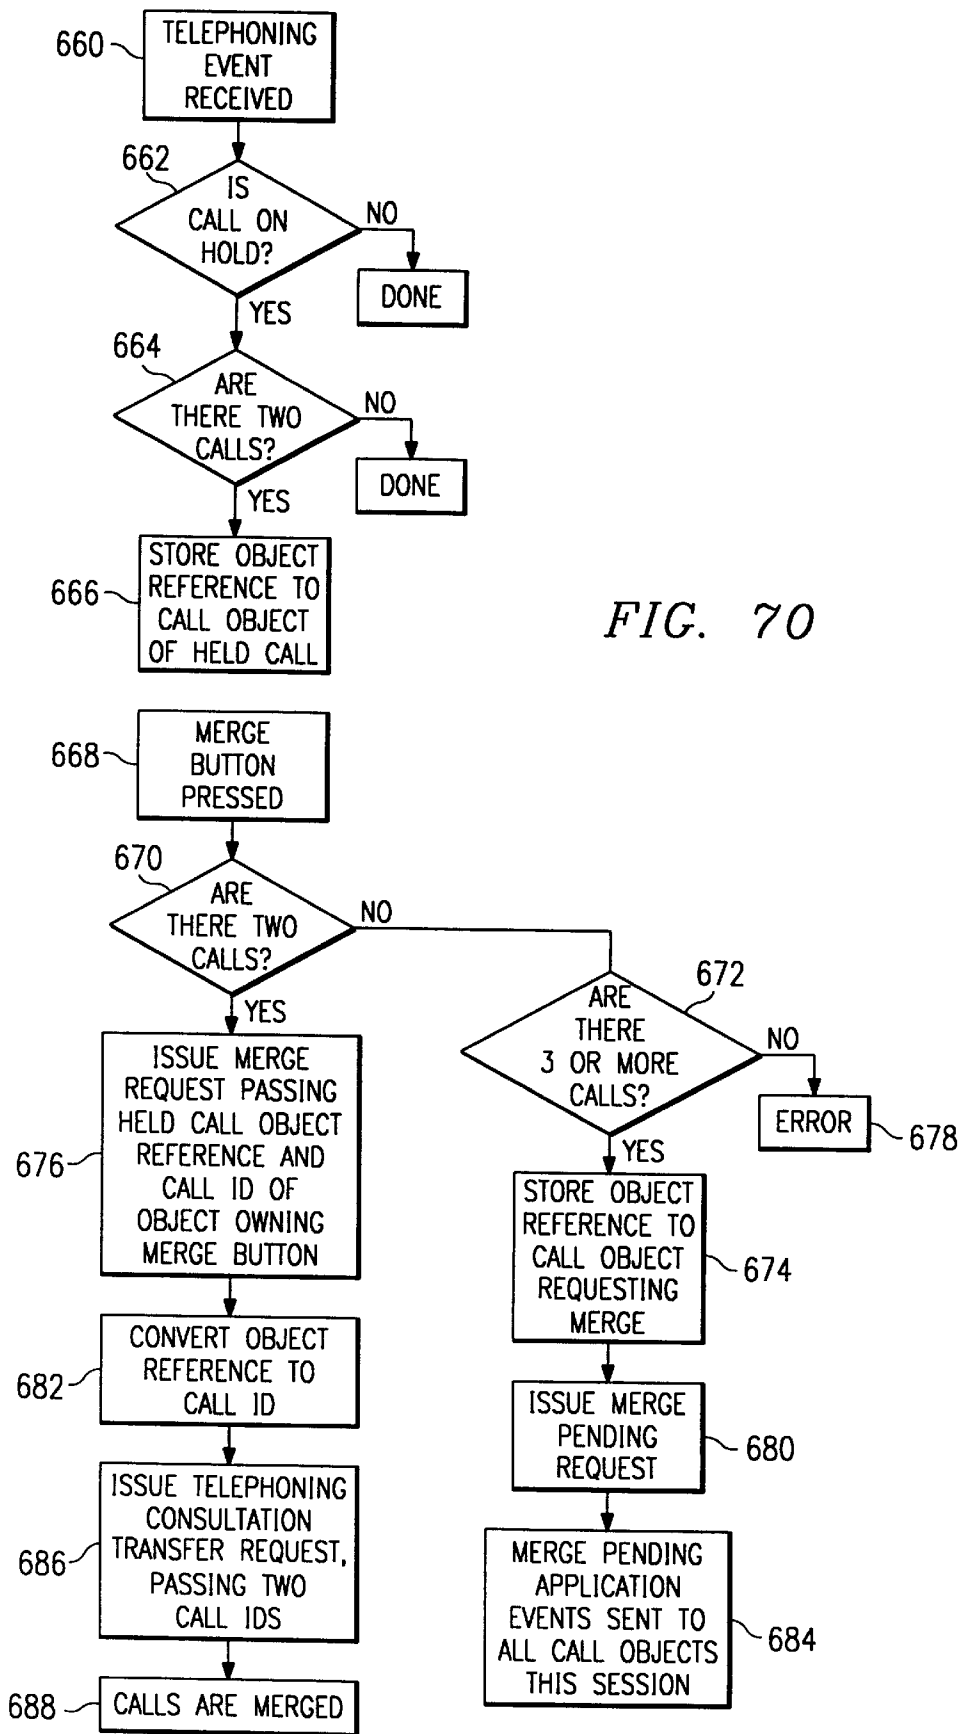 660
TELEPHONING
EVENT
RECEIVED
662
IS
CALL ON
HOLD?
NO
DONE
YES
664
ARE
THERE TWO
CALLS?
NO
DONE
YES
666
STORE OBJECT
REFERENCE TO
CALL OBJECT
OF HELD CALL
FIG. 70
668
MERGE
BUTTON
PRESSED
670
ARE
THERE TWO
CALLS?
NO
YES
672
ARE
THERE
3 OR MORE
CALLS?
NO
ERROR
678
YES
676
ISSUE MERGE
REQUEST PASSING
HELD CALL OBJECT
REFERENCE AND
CALL ID OF
OBJECT OWNING
MERGE BUTTON
STORE OBJECT
REFERENCE TO
CALL OBJECT
REQUESTING
MERGE
674
682
CONVERT OBJECT
REFERENCE TO
CALL ID
ISSUE MERGE
PENDING
REQUEST
680
686
ISSUE TELEPHONING
CONSULTATION
TRANSFER REQUEST,
PASSING TWO
CALL IDS
MERGE PENDING
APPLICATION
EVENTS SENT TO
ALL CALL OBJECTS
THIS SESSION
684
688
CALLS ARE MERGED